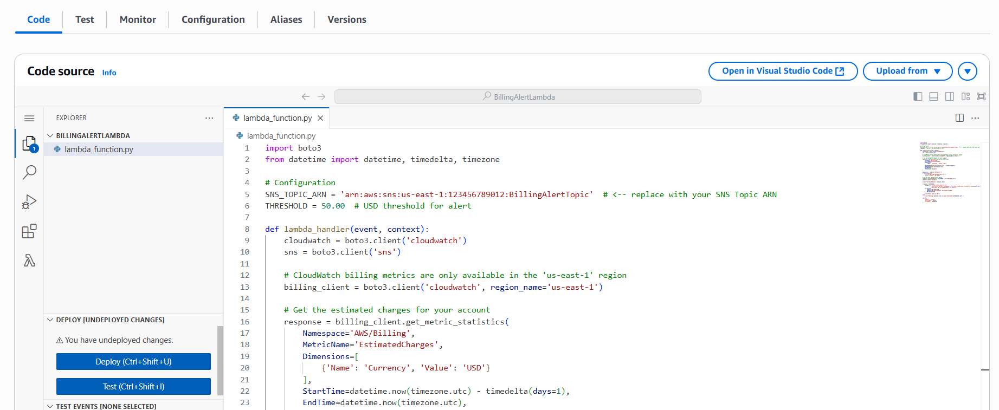 Code Test Monitor Configuration Aliases Versions
Code source Info
Open in Visual Studio Code Upload from
BillingAlertLambda
EXPLORER
BILLINGALERTLAMBDA
lambda_function.py
1
DEPLOY [UNDEPLOYED CHANGES]
You have undeployed changes.
Deploy (Ctrl+Shift+U)
Test (Ctrl+Shift+I)
TEST EVENTS [NONE SELECTED]
lambda_function.py
lambda_function.py
1 import boto3
2 from datetime import datetime, timedelta, timezone
3
4 # Configuration
5 SNS_TOPIC_ARN = 'arn:aws:sns:us-east-1:123456789012:BillingAlertTopic'  # <-- replace with your SNS Topic ARN
6 THRESHOLD = 50.00  # USD threshold for alert
7
8 def lambda_handler(event, context):
9     cloudwatch = boto3.client('cloudwatch')
10     sns = boto3.client('sns')
11
12     # CloudWatch billing metrics are only available in the 'us-east-1' region
13     billing_client = boto3.client('cloudwatch', region_name='us-east-1')
14
15     # Get the estimated charges for your account
16     response = billing_client.get_metric_statistics(
17         Namespace='AWS/Billing',
18         MetricName='EstimatedCharges',
19         Dimensions=[
20             {'Name': 'Currency', 'Value': 'USD'}
21         ],
22         StartTime=datetime.now(timezone.utc) - timedelta(days=1),
23         EndTime=datetime.now(timezone.utc),